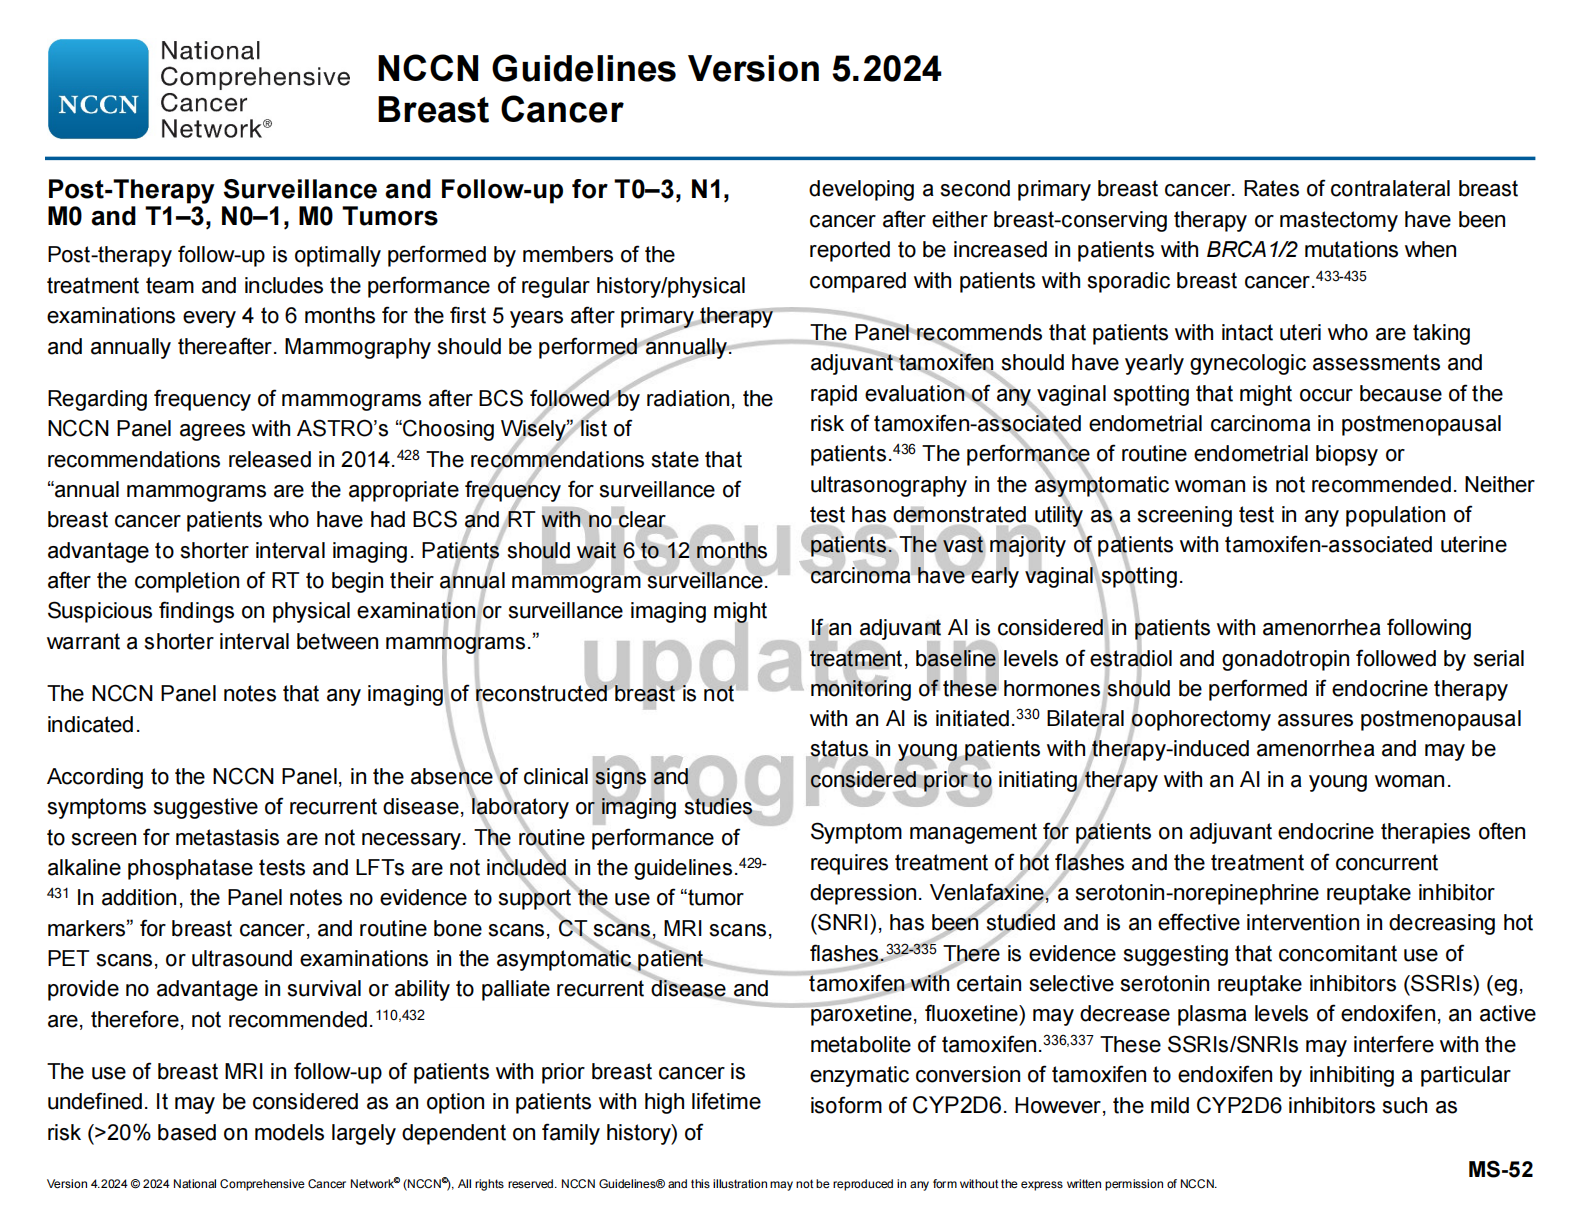 NCCN
National
Comprehensive
Cancer
Network®
NCCN Guidelines Version 5.2024
Breast Cancer
Post-Therapy Surveillance and Follow-up for T0–3, N1,
M0 and T1–3, N0–1, M0 Tumors
Post-therapy follow-up is optimally performed by members of the
treatment team and includes the performance of regular history/physical
examinations every 4 to 6 months for the first 5 years after primary therapy
and annually thereafter. Mammography should be performed annually.
Regarding frequency of mammograms after BCS followed by radiation, the
NCCN Panel agrees with ASTRO’s “Choosing Wisely” list of
recommendations released in 2014.428 The recommendations state that
“annual mammograms are the appropriate frequency for surveillance of
breast cancer patients who have had BCS and RT with no clear
advantage to shorter interval imaging. Patients should wait 6 to 12 months
after the completion of RT to begin their annual mammogram surveillance.
Suspicious findings on physical examination or surveillance imaging might
warrant a shorter interval between mammograms.”
The NCCN Panel notes that any imaging of reconstructed breast is not
indicated.
According to the NCCN Panel, in the absence of clinical signs and
symptoms suggestive of recurrent disease, laboratory or imaging studies
to screen for metastasis are not necessary. The routine performance of
alkaline phosphatase tests and LFTs are not included in the guidelines.429-
431 In addition, the Panel notes no evidence to support the use of “tumor
markers” for breast cancer, and routine bone scans, CT scans, MRI scans,
PET scans, or ultrasound examinations in the asymptomatic patient
provide no advantage in survival or ability to palliate recurrent disease and
are, therefore, not recommended.110,432
The use of breast MRI in follow-up of patients with prior breast cancer is
undefined. It may be considered as an option in patients with high lifetime
risk (>20% based on models largely dependent on family history) of
developing a second primary breast cancer. Rates of contralateral breast
cancer after either breast-conserving therapy or mastectomy have been
reported to be increased in patients with BRCA1/2 mutations when
compared with patients with sporadic breast cancer.433-435
The Panel recommends that patients with intact uteri who are taking
adjuvant tamoxifen should have yearly gynecologic assessments and
rapid evaluation of any vaginal spotting that might occur because of the
risk of tamoxifen-associated endometrial carcinoma in postmenopausal
patients.436 The performance of routine endometrial biopsy or
ultrasonography in the asymptomatic woman is not recommended. Neither
test has demonstrated utility as a screening test in any population of
patients. The vast majority of patients with tamoxifen-associated uterine
carcinoma have early vaginal spotting.
If an adjuvant AI is considered in patients with amenorrhea following
treatment, baseline levels of estradiol and gonadotropin followed by serial
monitoring of these hormones should be performed if endocrine therapy
with an AI is initiated.330 Bilateral oophorectomy assures postmenopausal
status in young patients with therapy-induced amenorrhea and may be
considered prior to initiating therapy with an AI in a young woman.
Symptom management for patients on adjuvant endocrine therapies often
requires treatment of hot flashes and the treatment of concurrent
depression. Venlafaxine, a serotonin-norepinephrine reuptake inhibitor
(SNRI), has been studied and is an effective intervention in decreasing hot
flashes.332-335 There is evidence suggesting that concomitant use of
tamoxifen with certain selective serotonin reuptake inhibitors (SSRIs) (eg,
paroxetine, fluoxetine) may decrease plasma levels of endoxifen, an active
metabolite of tamoxifen.336,337 These SSRIs/SNRIs may interfere with the
enzymatic conversion of tamoxifen to endoxifen by inhibiting a particular
isoform of CYP2D6. However, the mild CYP2D6 inhibitors such as
Discussion
update in
progress
MS-52
Version 4.2024 © 2024 National Comprehensive Cancer Network© (NCCN©), All rights reserved. NCCN Guidelines® and this illustration may not be reproduced in any form without the express written permission of NCCN.